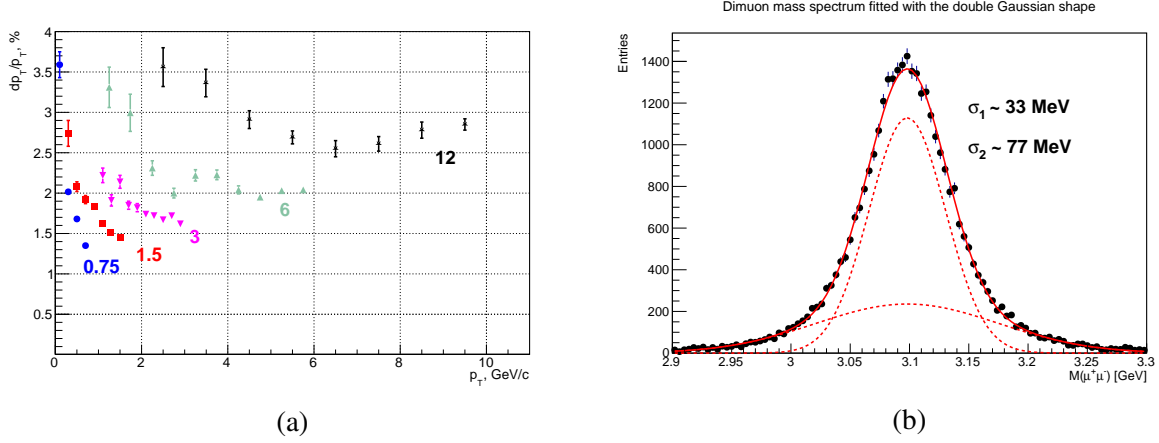 dp_T/p_T, %
4
3.5
3
2.5
2
1.5
1
0.5
0
0 2 4 6 8 10
p_T, GeV/c
12
6
3
1.5
0.75
(a)
Dimuon mass spectrum fitted with the double Gaussian shape
Entries
1400
1200
1000
800
600
400
200
0
2.9 2.95 3 3.05 3.1 3.15 3.2 3.25 3.3
M(μ⁺μ⁻) [GeV]
σ₁ ~ 33 MeV
σ₂ ~ 77 MeV
(b)